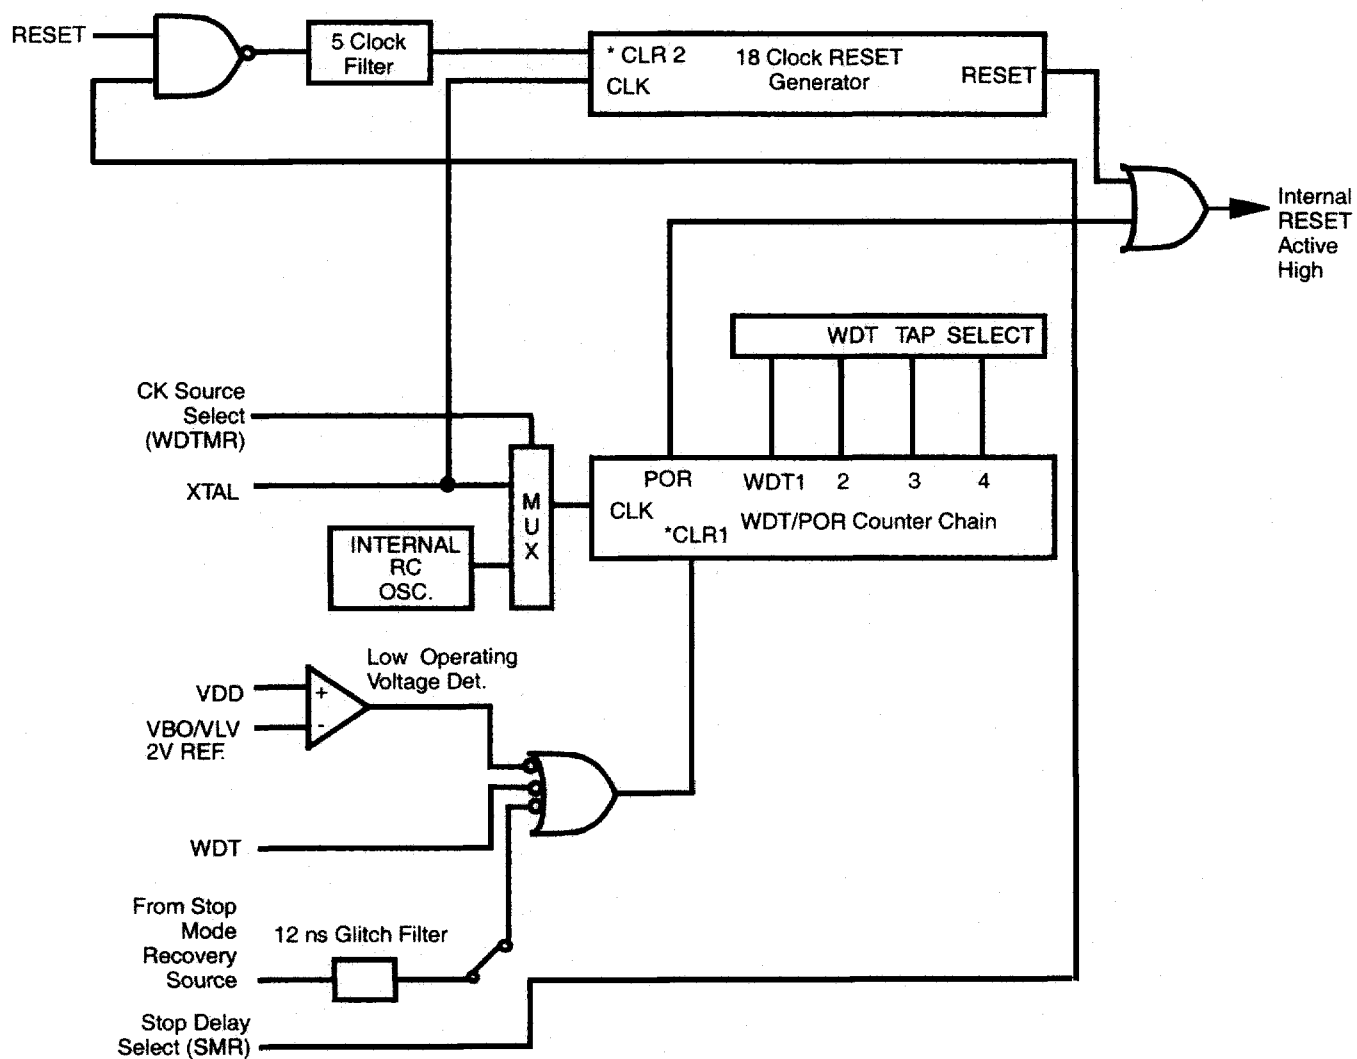 RESET
5 Clock
Filter
* CLR 2
18 Clock RESET
Generator
CLK
RESET
Internal
RESET
Active
High
WDT TAP SELECT
CK Source
Select
(WDTMR)
XTAL
MUX
POR
WDT1
2
3
4
CLK
*CLR1
WDT/POR Counter Chain
INTERNAL
RC
OSC.
Low Operating
Voltage Det.
VDD
+
VBO/VLV
-
2V REF.
WDT
From Stop
Mode
Recovery
Source
12 ns Glitch Filter
Stop Delay
Select (SMR)